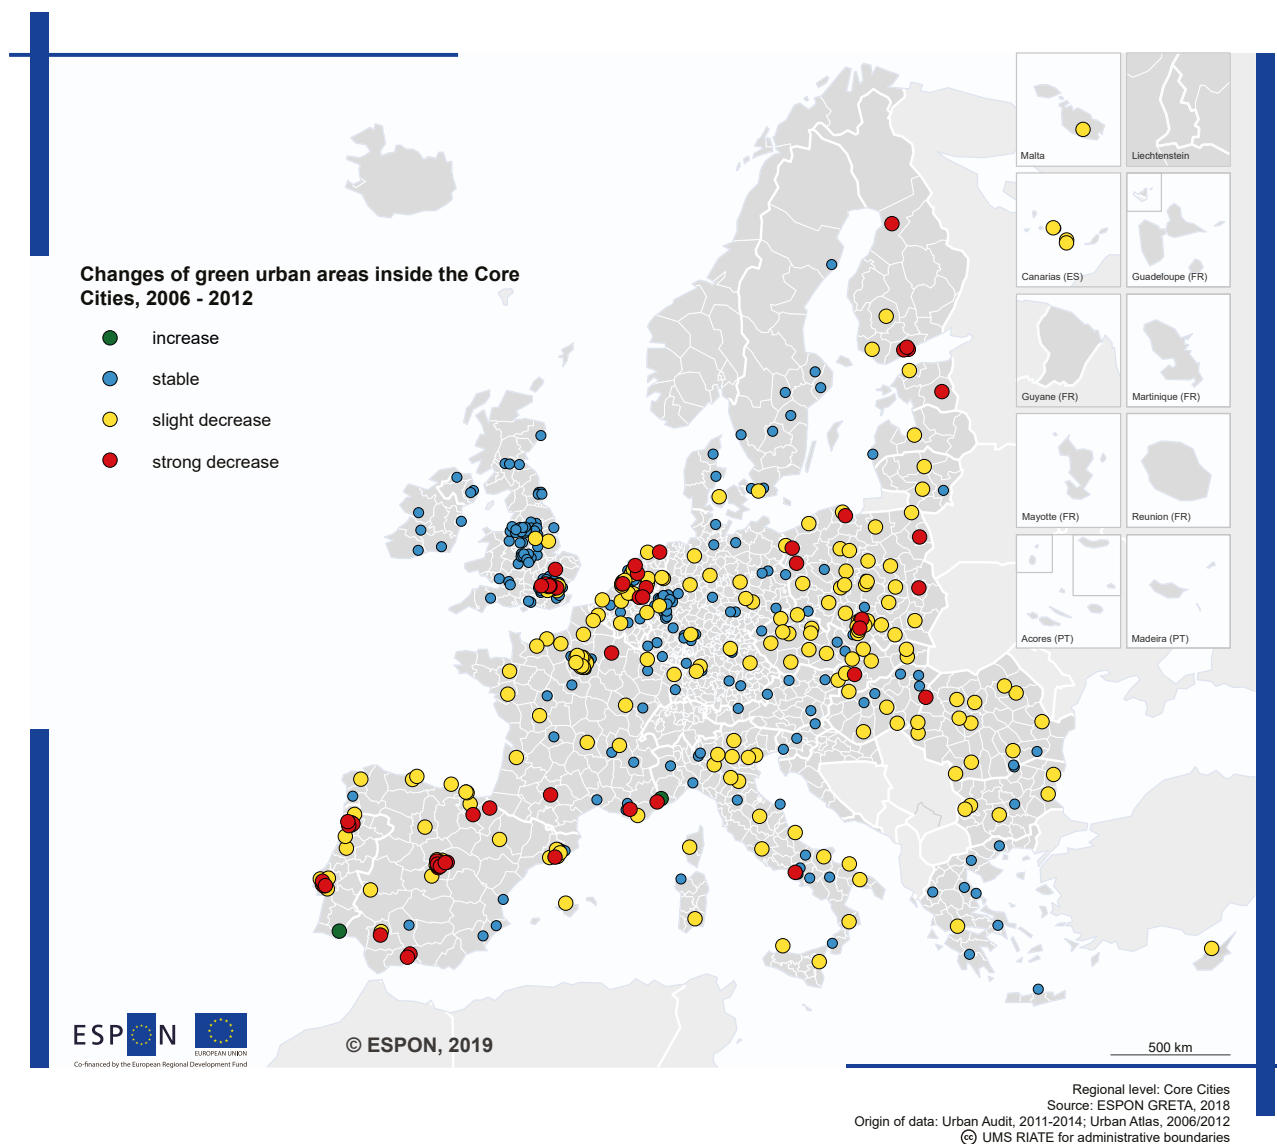 Changes of green urban areas inside the Core
Cities, 2006 - 2012
increase
stable
slight decrease
strong decrease
Malta
Liechtenstein
Canarias (ES)
Guadeloupe (FR)
Guyane (FR)
Martinique (FR)
Mayotte (FR)
Reunion (FR)
Acores (PT)
Madeira (PT)
ESPON
EUROPEAN UNION
Co-financed by the European Regional Development Fund
© ESPON, 2019
500 km
Regional level: Core Cities
Source: ESPON GRETA, 2018
Origin of data: Urban Audit, 2011-2014; Urban Atlas, 2006/2012
cc UMS RIATE for administrative boundaries